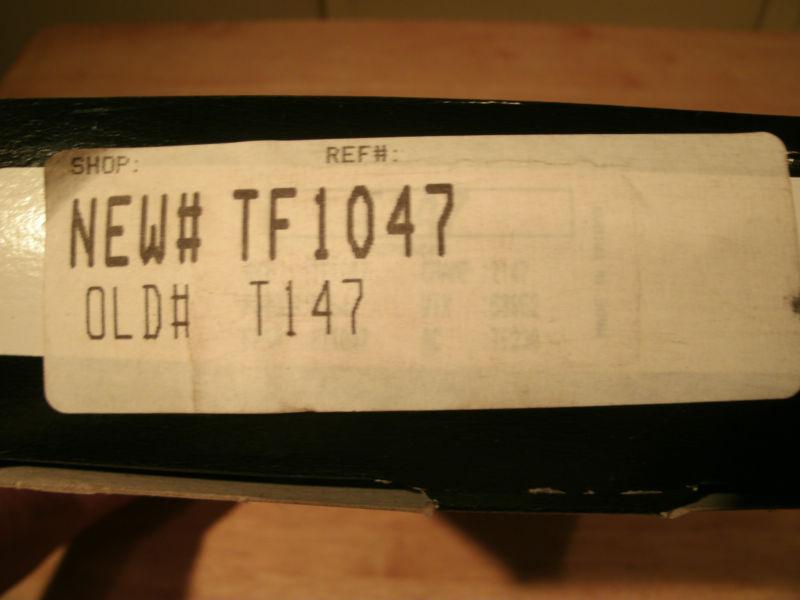 SHOP: REF#:
NEW# TF1047
OLD# T147